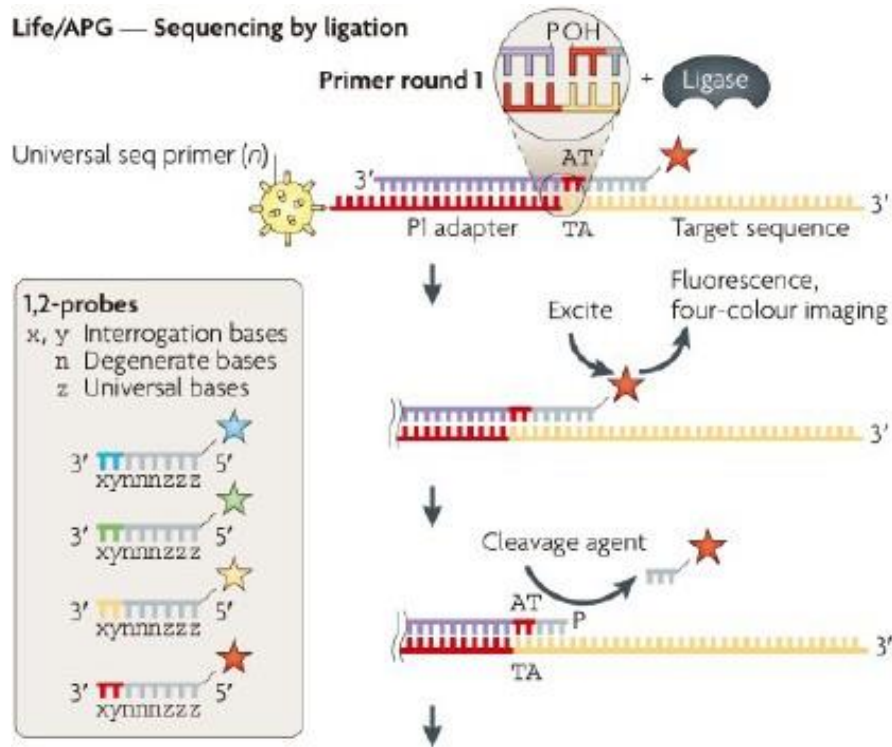 Life/APG — Sequencing by ligation
P OH
Primer round 1
+
Ligase
Universal seq primer (n)
AT
3′
3′
P1 adapter
TA
Target sequence
1,2-probes
x, y Interrogation bases
n Degenerate bases
z Universal bases
3′
5′
xynnnzzz
3′
5′
xynnnzzz
3′
5′
xynnnzzz
3′
5′
xynnnzzz
Excite
Fluorescence,
four-colour imaging
Cleavage agent
AT
P
3′
TA